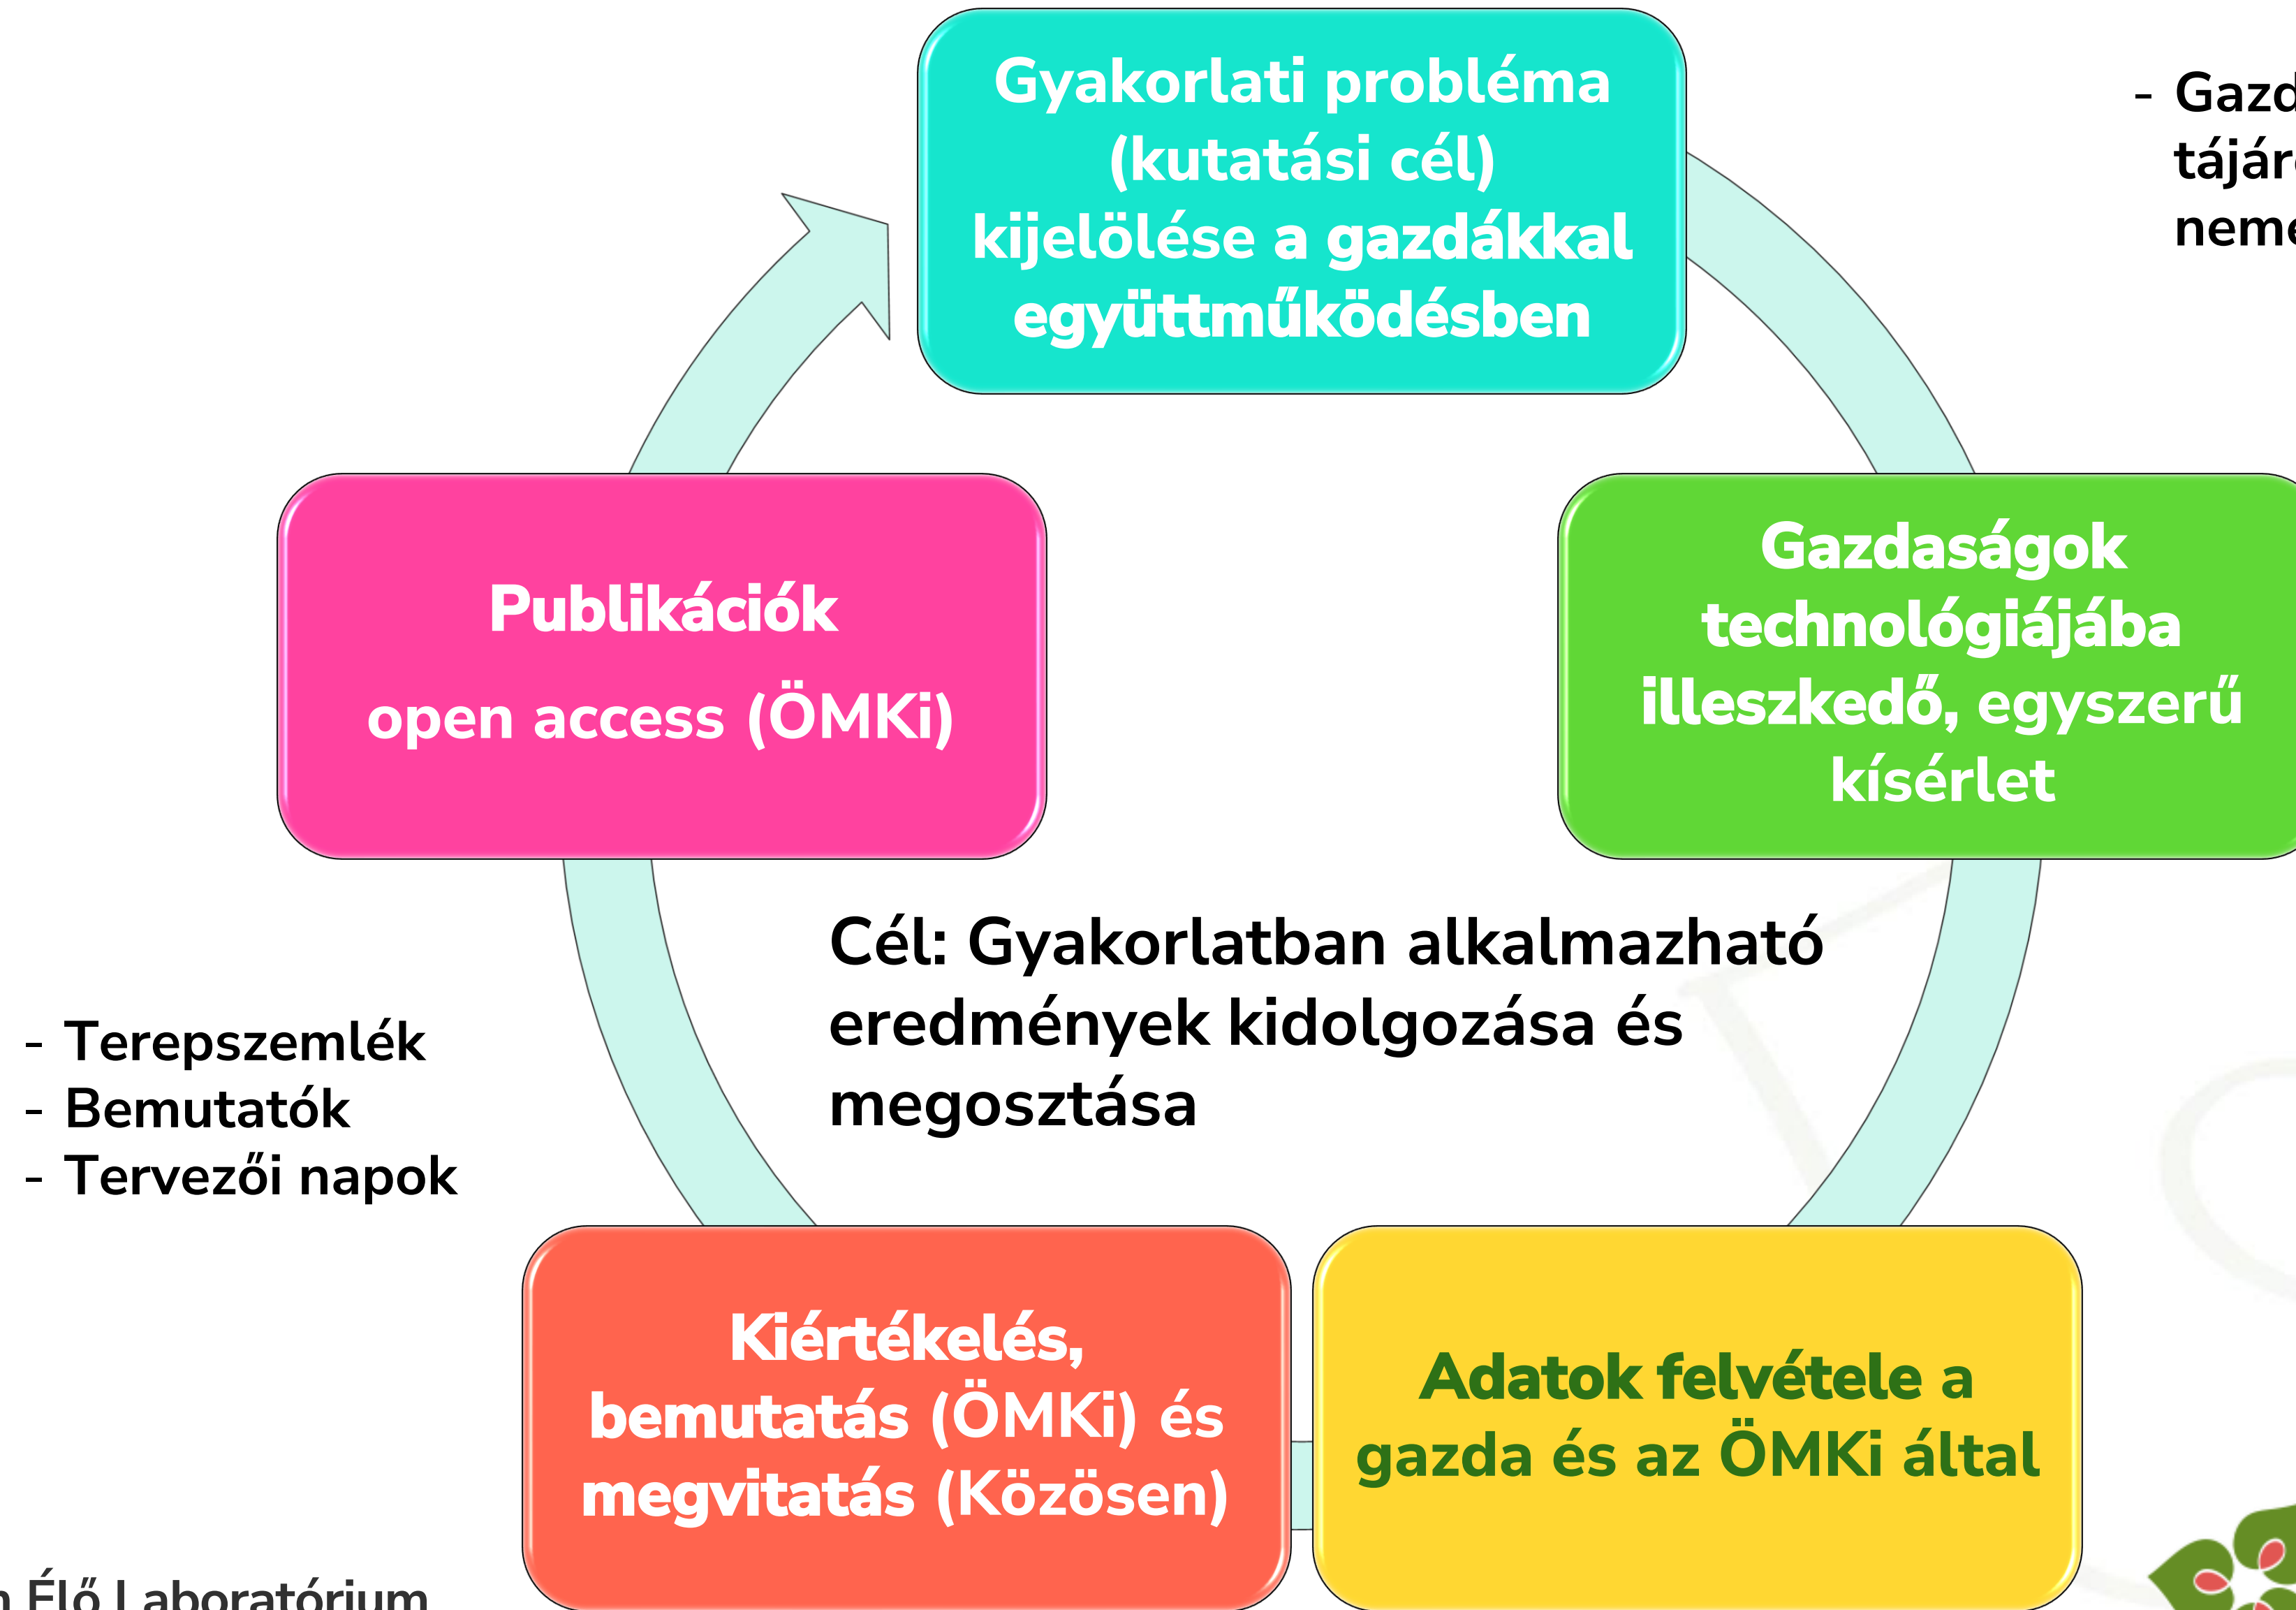 Gyakorlati probléma
(kutatási cél)
kijelölése a gazdákkal
együttműködésben
Gazdaságok
technológiájába
illeszkedő, egyszerű
kísérlet
Adatok felvétele a
gazda és az ÖMKi által
Kiértékelés,
bemutatás (ÖMKi) és
megvitatás (Közösen)
Publikációk
open access (ÖMKi)
Cél: Gyakorlatban alkalmazható
eredmények kidolgozása és
megosztása
- Terepszemlék
- Bemutatók
- Tervezői napok
Élő Laboratórium